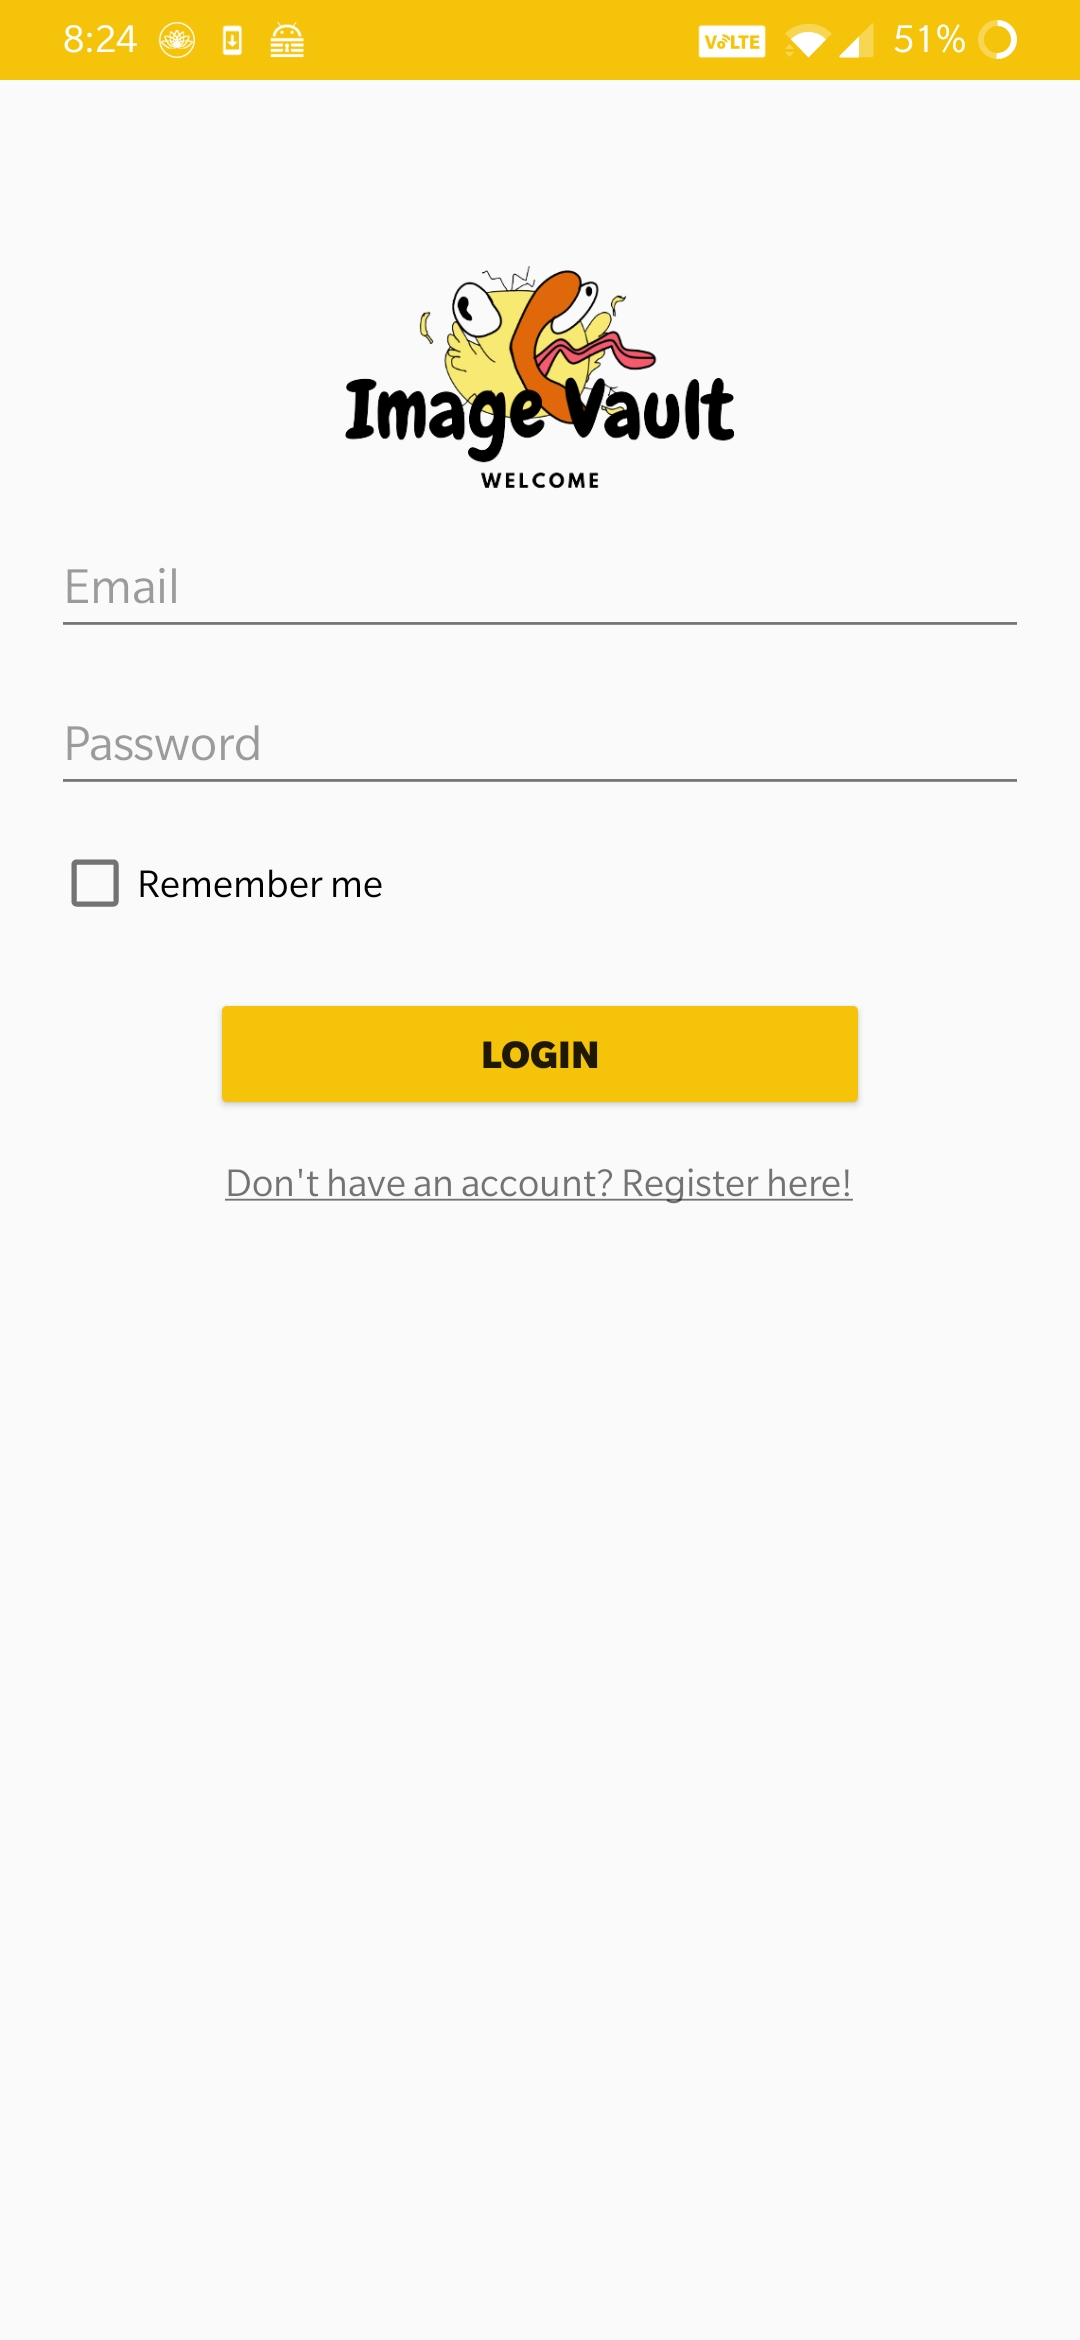 8:24 VoLTE 51%
Image Vault
WELCOME
Email
Password
Remember me
LOGIN
Don't have an account? Register here!